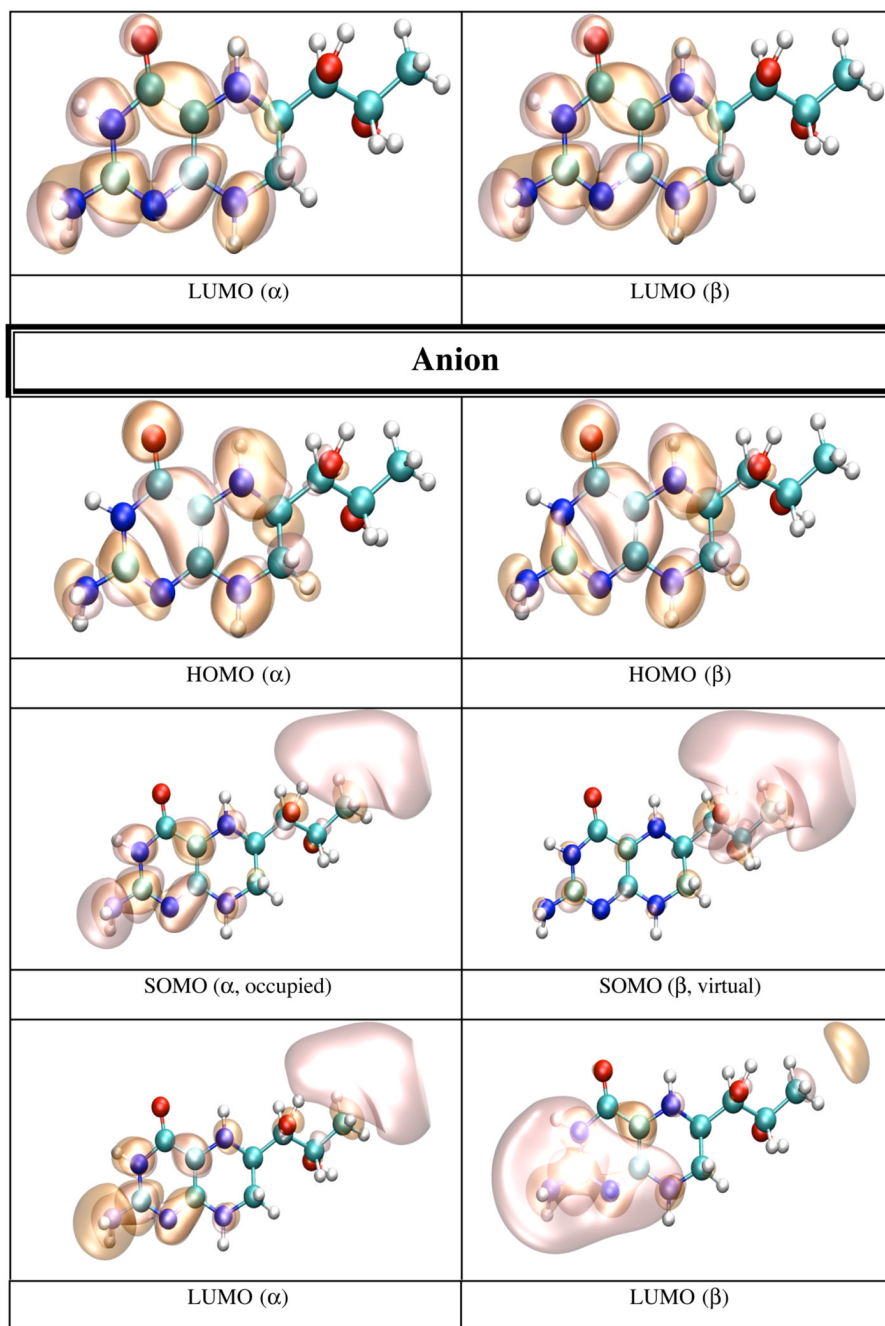 LUMO (α) LUMO (β)
Anion
HOMO (α) HOMO (β)
SOMO (α, occupied) SOMO (β, virtual)
LUMO (α) LUMO (β)